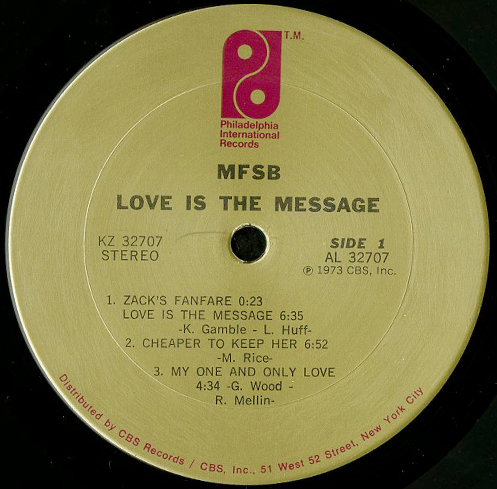 T.M.
Philadelphia
International
Records
MFSB
LOVE IS THE MESSAGE
KZ 32707
STEREO
SIDE 1
AL 32707
℗ 1973 CBS, Inc.
1. ZACK'S FANFARE 0:23
LOVE IS THE MESSAGE 6:35
-K. Gamble - L. Huff-
2. CHEAPER TO KEEP HER 6:52
-M. Rice-
3. MY ONE AND ONLY LOVE
4:34 -G. Wood -
R. Mellin-
Distributed by CBS Records / CBS, Inc., 51 West 52 Street, New York City